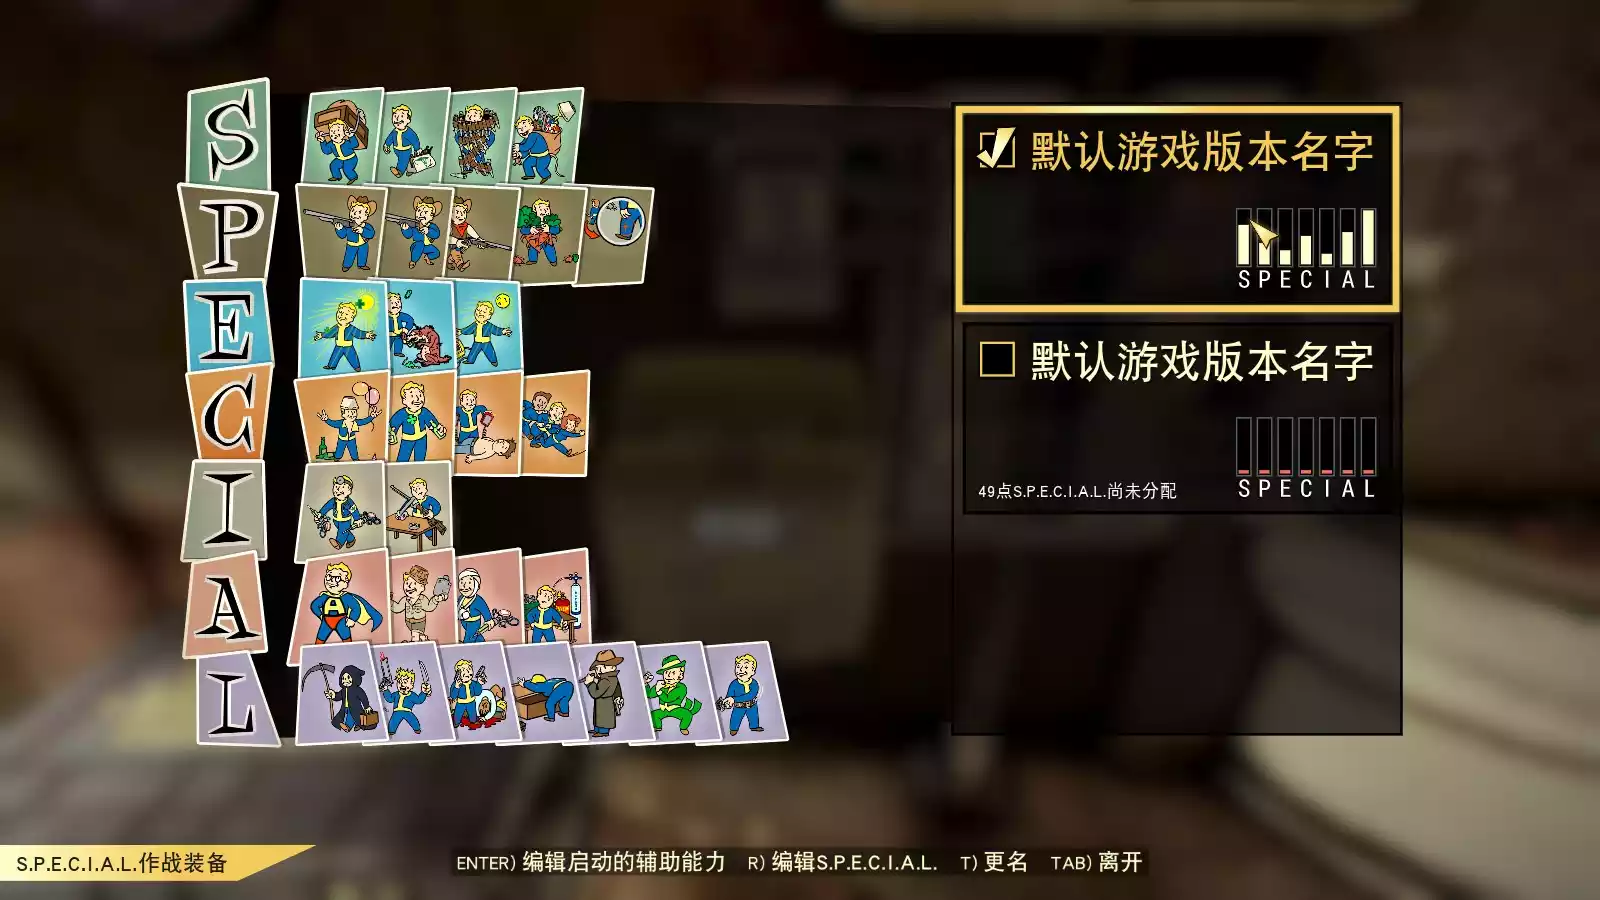 S
P
E
C
I
A
L
默认游戏版本名字
S P E C I A L
默认游戏版本名字
49点S.P.E.C.I.A.L.尚未分配
S P E C I A L
S.P.E.C.I.A.L.作战装备
ENTER) 编辑启动的辅助能力 R) 编辑S.P.E.C.I.A.L. T) 更名 TAB) 离开